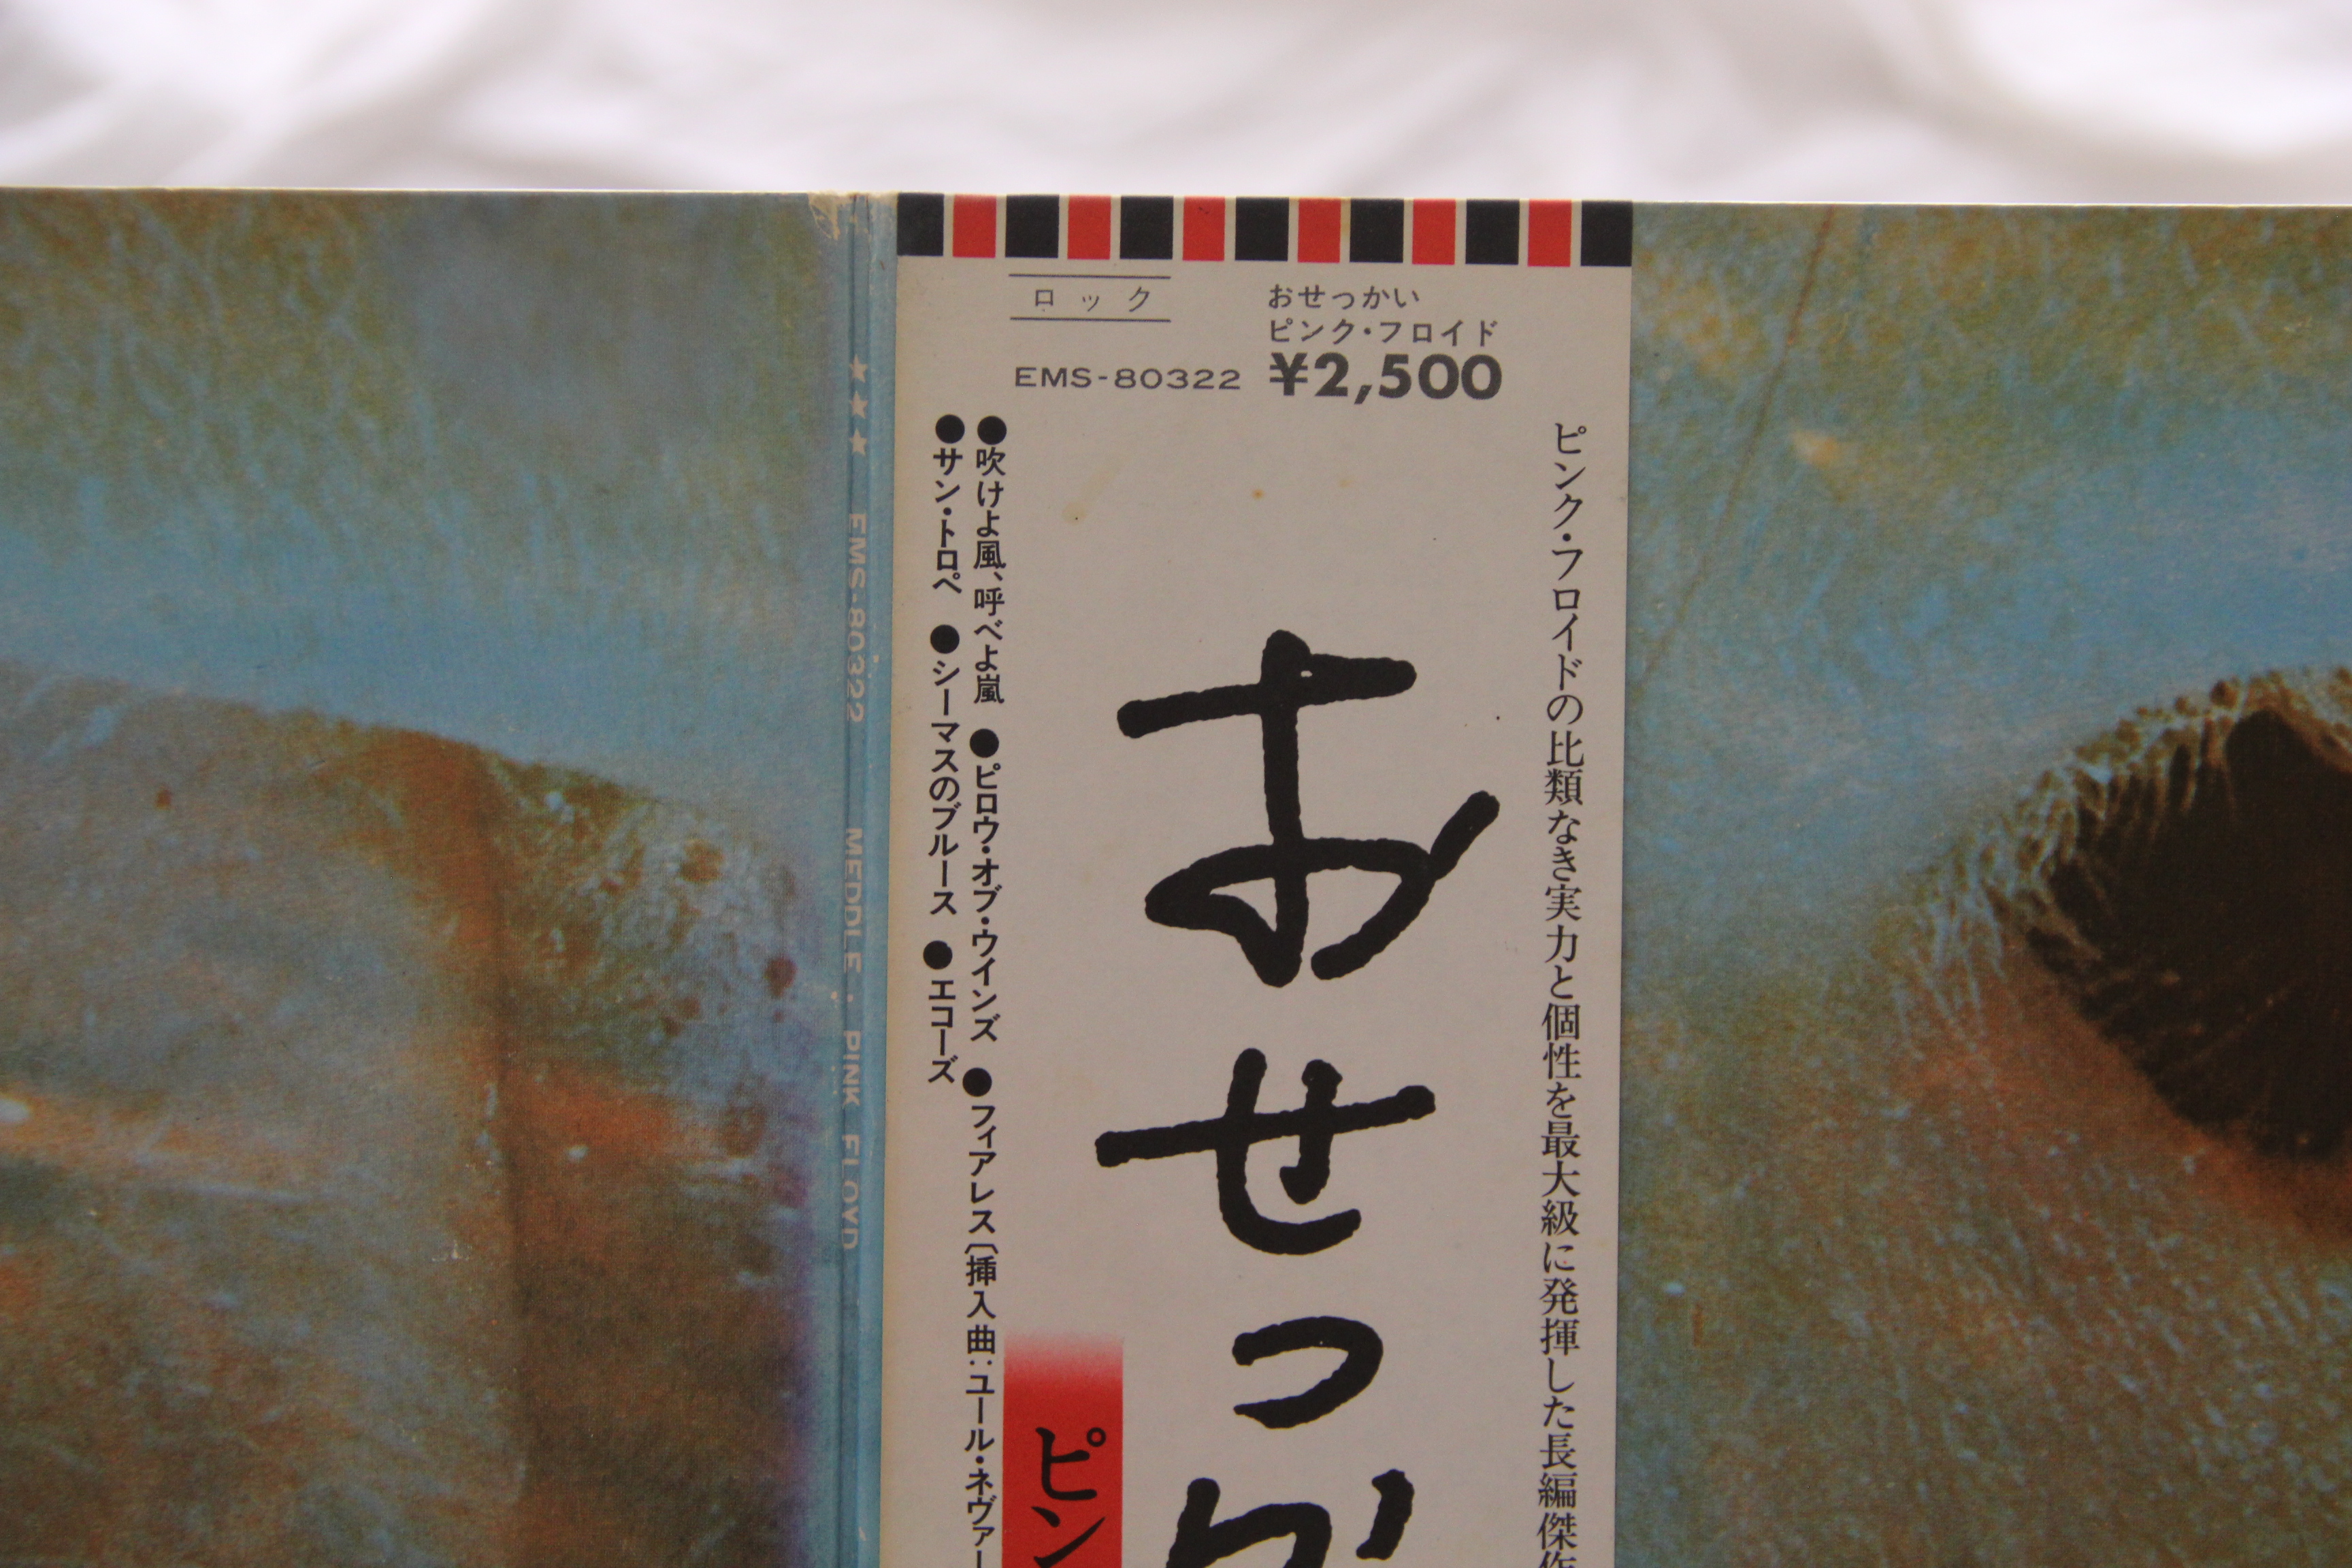 ロック
おせっかい
ピンク・フロイド
EMS-80322 ¥2,500
ピンク・フロイドの比類なき実力と個性を最大級に発揮した長編傑作
おせっか
ピン
●吹けよ風、呼べよ嵐 ●ピロウ・オブ・ウインズ ●フィアレス〔挿入曲:ユール・ネヴァー
●サン・トロペ ●シーマスのブルース ●エコーズ
★★★ EMS-80322 MEDDLE・PINK FLOYD